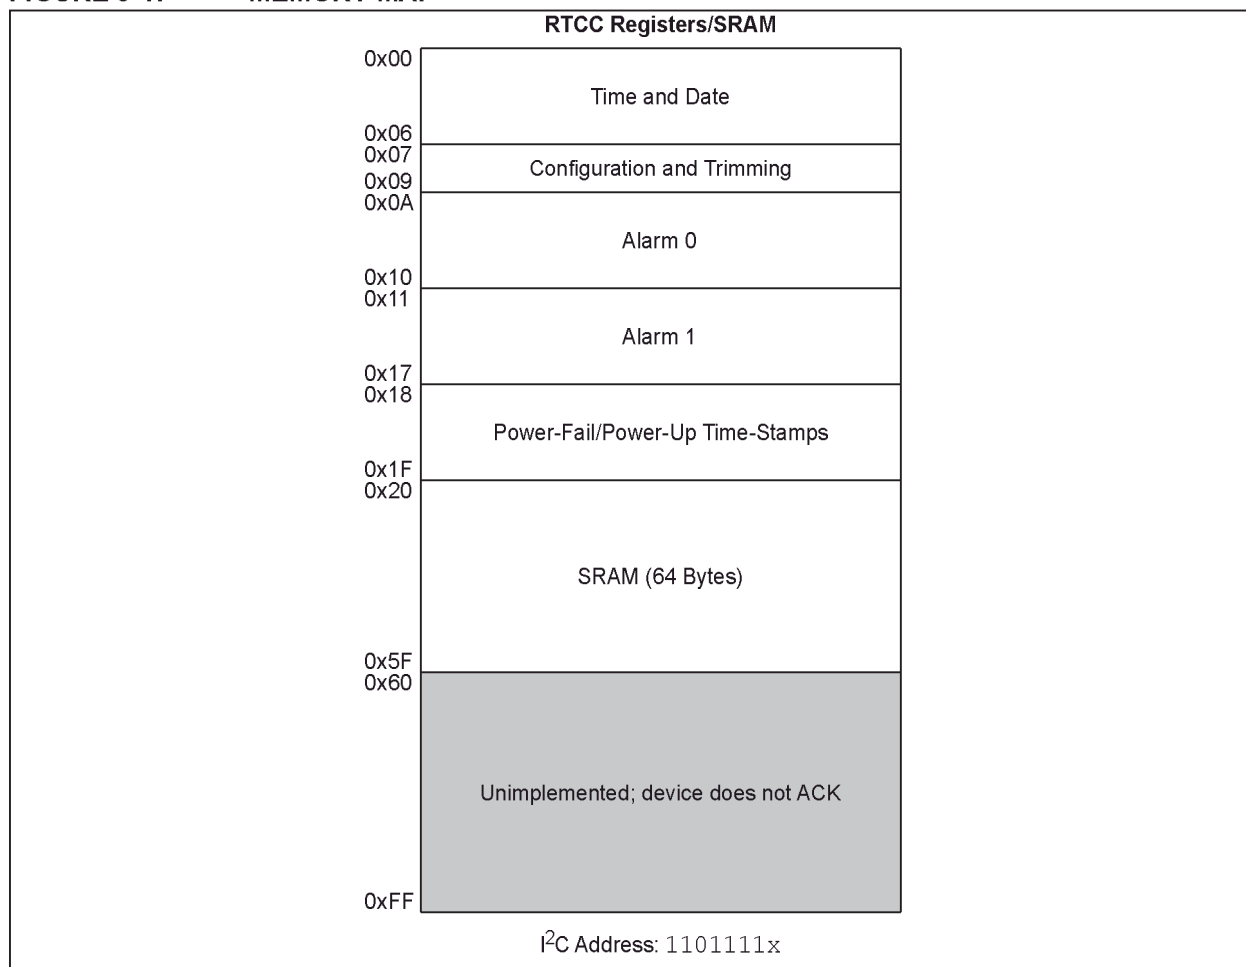 RTCC Registers/SRAM
0x00
Time and Date
0x06
0x07
Configuration and Trimming
0x09
0x0A
Alarm 0
0x10
0x11
Alarm 1
0x17
0x18
Power-Fail/Power-Up Time-Stamps
0x1F
0x20
SRAM (64 Bytes)
0x5F
0x60
Unimplemented; device does not ACK
0xFF
I²C Address: 1101111x